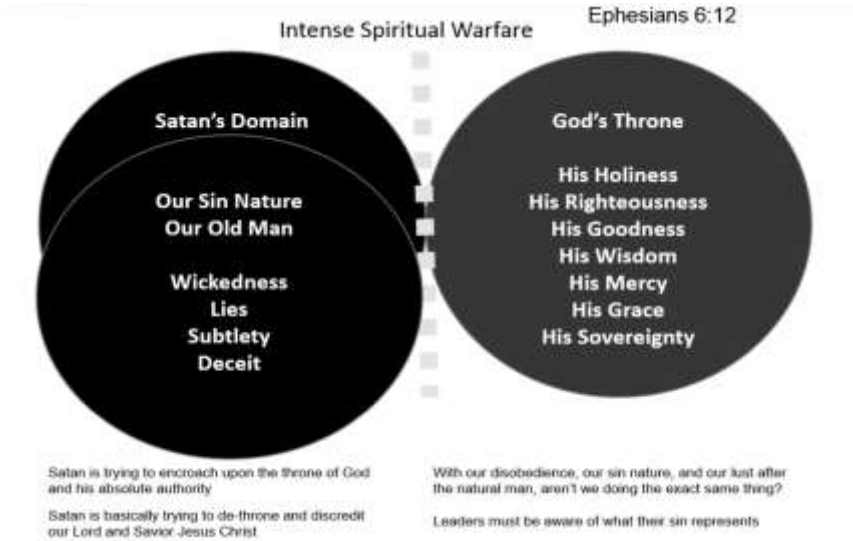 Intense Spiritual Warfare
Ephesians 6:12
Satan's Domain
Our Sin Nature
Our Old Man
Wickedness
Lies
Subtlety
Deceit
God's Throne
His Holiness
His Righteousness
His Goodness
His Wisdom
His Mercy
His Grace
His Sovereignty
Satan is trying to encroach upon the throne of God
and his absolute authority
Satan is basically trying to de-throne and discredit
our Lord and Savior Jesus Christ
With our disobedience, our sin nature, and our lust after
the natural man, aren't we doing the exact same thing?
Leaders must be aware of what their sin represents